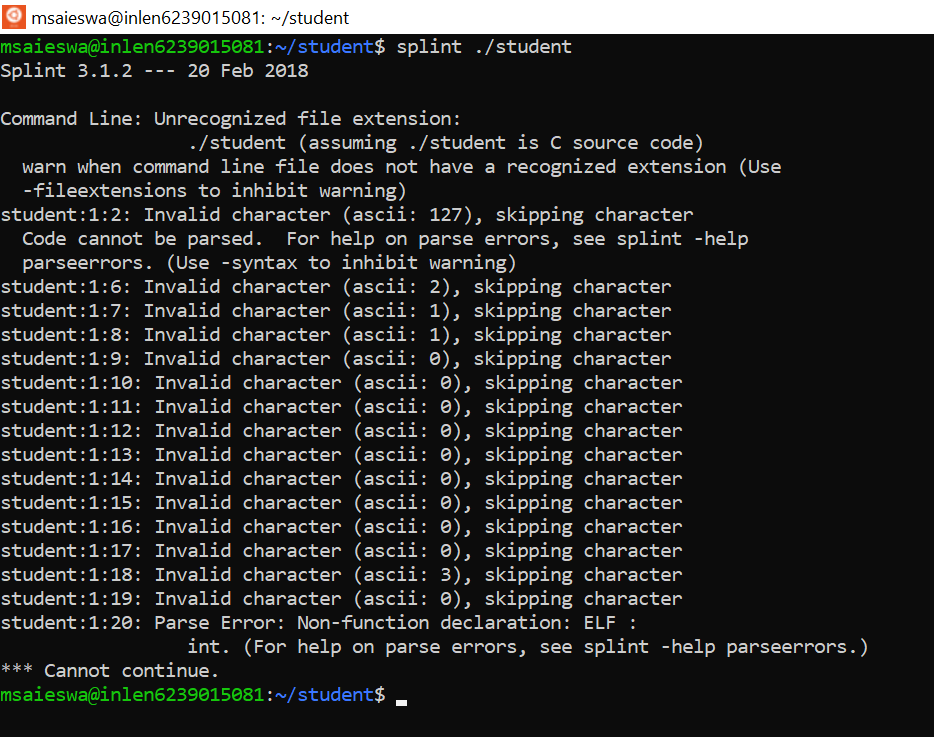 msaieswa@inlen6239015081: ~/student
msaieswa@inlen6239015081:~/student$ splint ./student
Splint 3.1.2 --- 20 Feb 2018
Command Line: Unrecognized file extension:
./student (assuming ./student is C source code)
warn when command line file does not have a recognized extension (Use
-fileextensions to inhibit warning)
student:1:2: Invalid character (ascii: 127), skipping character
Code cannot be parsed.  For help on parse errors, see splint -help
parseerrors. (Use -syntax to inhibit warning)
student:1:6: Invalid character (ascii: 2), skipping character
student:1:7: Invalid character (ascii: 1), skipping character
student:1:8: Invalid character (ascii: 1), skipping character
student:1:9: Invalid character (ascii: 0), skipping character
student:1:10: Invalid character (ascii: 0), skipping character
student:1:11: Invalid character (ascii: 0), skipping character
student:1:12: Invalid character (ascii: 0), skipping character
student:1:13: Invalid character (ascii: 0), skipping character
student:1:14: Invalid character (ascii: 0), skipping character
student:1:15: Invalid character (ascii: 0), skipping character
student:1:16: Invalid character (ascii: 0), skipping character
student:1:17: Invalid character (ascii: 0), skipping character
student:1:18: Invalid character (ascii: 3), skipping character
student:1:19: Invalid character (ascii: 0), skipping character
student:1:20: Parse Error: Non-function declaration: ELF :
int. (For help on parse errors, see splint -help parseerrors.)
*** Cannot continue.
msaieswa@inlen6239015081:~/student$